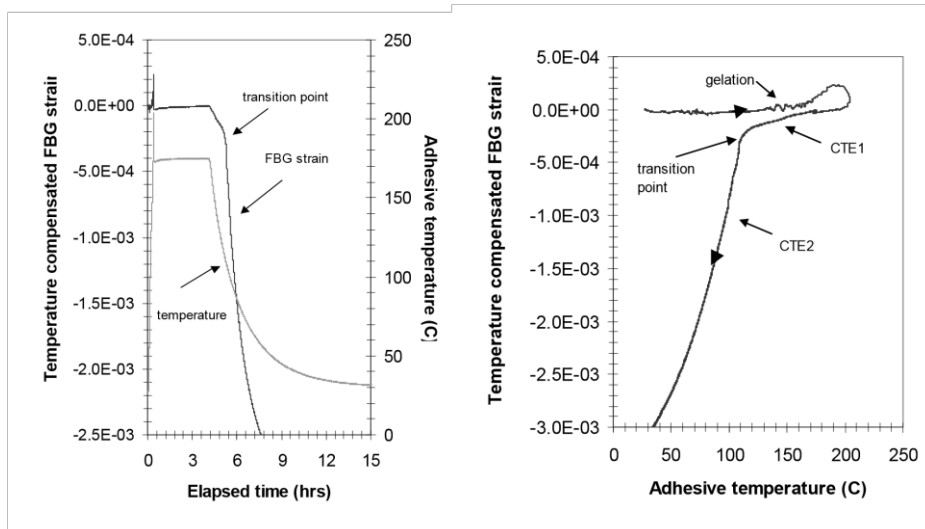 Temperature compensated FBG strain
5.0E-04
0.0E+00
-5.0E-04
-1.0E-03
-1.5E-03
-2.0E-03
-2.5E-03
transition point
FBG strain
temperature
250
200
150
100
50
0
Adhesive temperature (C)
0 3 6 9 12 15
Elapsed time (hrs)
Temperature compensated FBG strain
5.0E-04
0.0E+00
-5.0E-04
-1.0E-03
-1.5E-03
-2.0E-03
-2.5E-03
-3.0E-03
gelation
CTE1
transition
point
CTE2
0 50 100 150 200 250
Adhesive temperature (C)